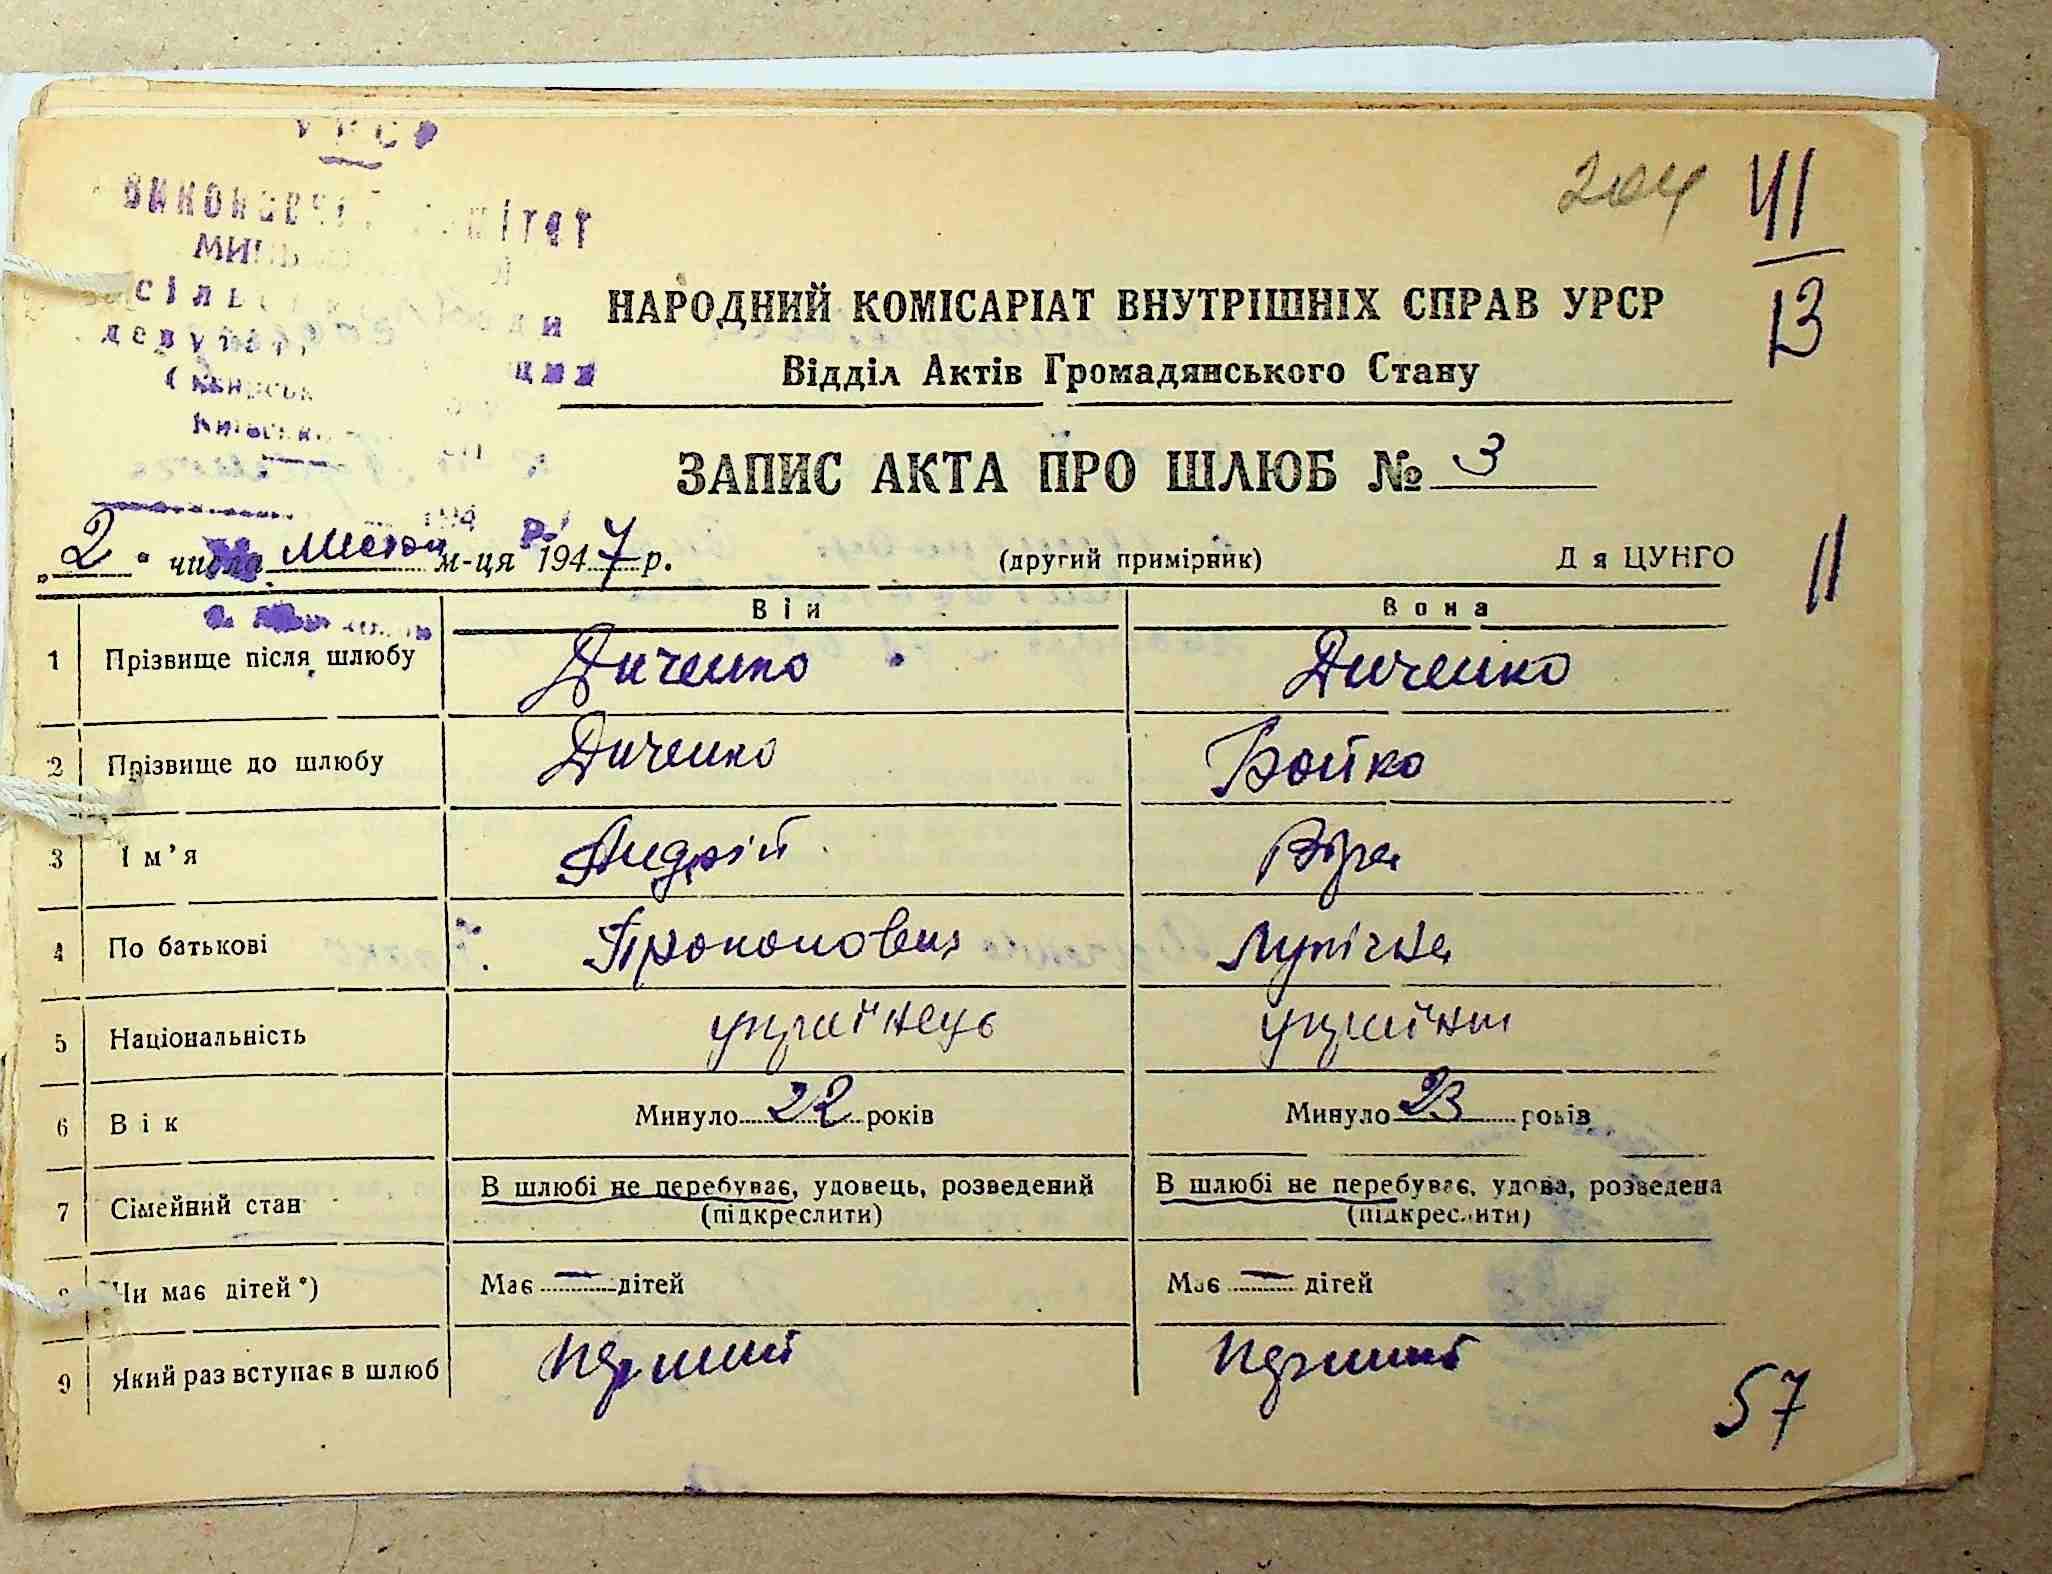 УРСР
204
VI
13
НАРОДНИЙ КОМІСАРІАТ ВНУТРІШНІХ СПРАВ УРСР
Відділ Актів Громадянського Стану
ЗАПИС АКТА ПРО ШЛЮБ № 3
„ 2 " числа м-ця 1947 р. (другий примірник) Д я ЦУНГО
11
Він Вона
1 Прізвище після шлюбу Диченко Диченко
2 Прізвище до шлюбу Диченко Бойко
3 Ім'я Андрій Віра
4 По батькові Прокопович
5 Національність українець українка
6 Вік Минуло 22 років Минуло 23 років
7 Сімейний стан В шлюбі не перебуває, удовець, розведений В шлюбі не перебуває, удова, розведена
(підкреслити) (підкреслити)
8 Чи має дітей*) Має — дітей Має — дітей
9 Який раз вступає в шлюб перший перший
57